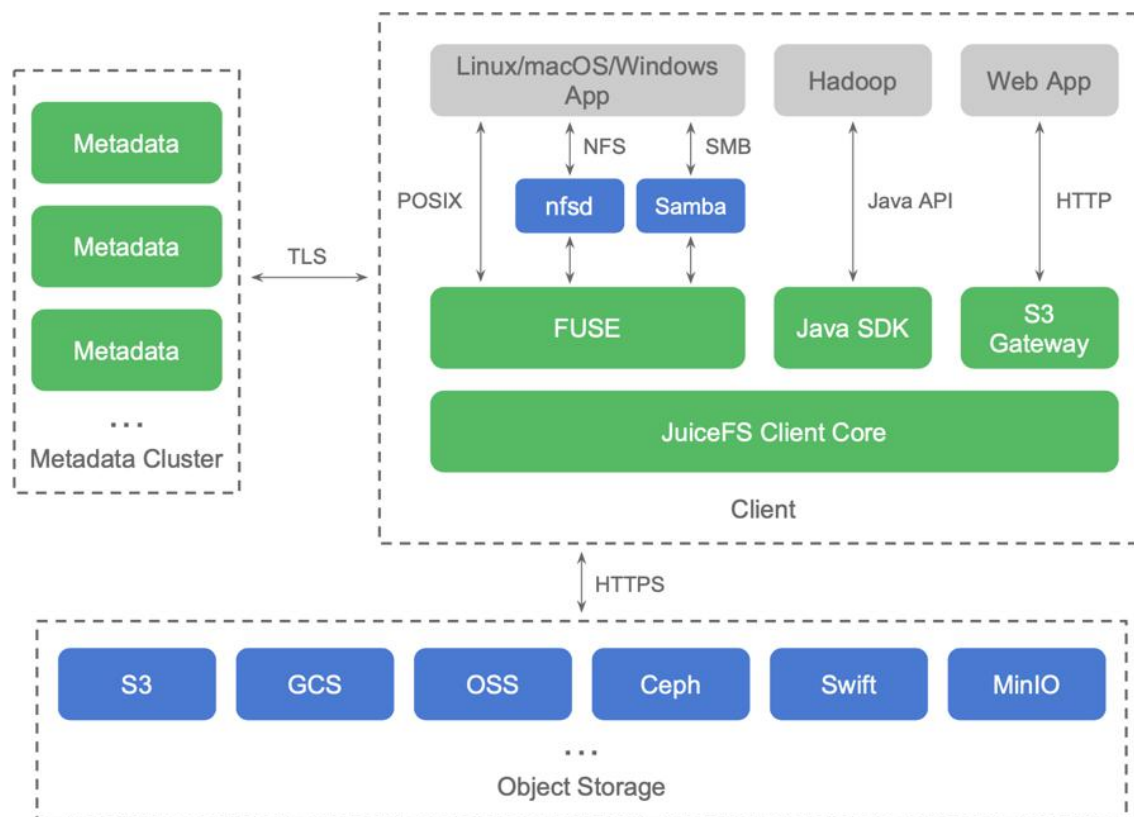 Metadata
Metadata
Metadata
...
Metadata Cluster
TLS
Linux/macOS/Windows
App
Hadoop
Web App
NFS
SMB
POSIX
nfsd
Samba
Java API
HTTP
FUSE
Java SDK
S3
Gateway
JuiceFS Client Core
Client
HTTPS
S3
GCS
OSS
Ceph
Swift
MinIO
...
Object Storage